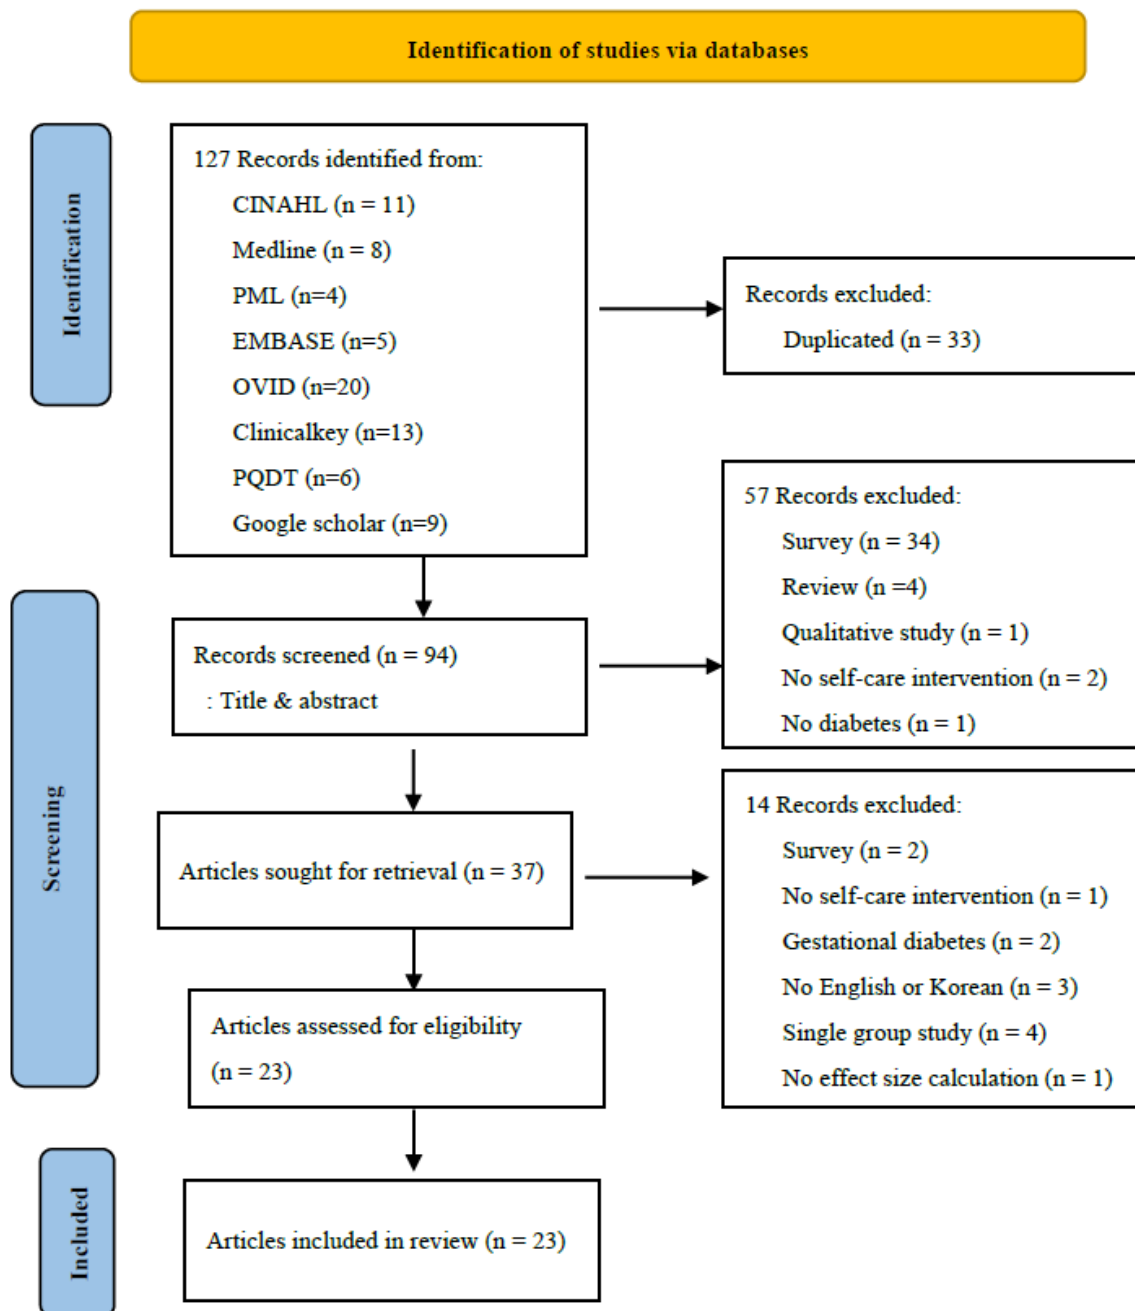 Identification of studies via databases
Identification
127 Records identified from:
CINAHL (n = 11)
Medline (n = 8)
PML (n=4)
EMBASE (n=5)
OVID (n=20)
Clinicalkey (n=13)
PQDT (n=6)
Google scholar (n=9)
Records excluded:
Duplicated (n = 33)
Screening
Records screened (n = 94)
: Title & abstract
57 Records excluded:
Survey (n = 34)
Review (n =4)
Qualitative study (n = 1)
No self-care intervention (n = 2)
No diabetes (n = 1)
Articles sought for retrieval (n = 37)
14 Records excluded:
Survey (n = 2)
No self-care intervention (n = 1)
Gestational diabetes (n = 2)
No English or Korean (n = 3)
Single group study (n = 4)
No effect size calculation (n = 1)
Articles assessed for eligibility
(n = 23)
Included
Articles included in review (n = 23)